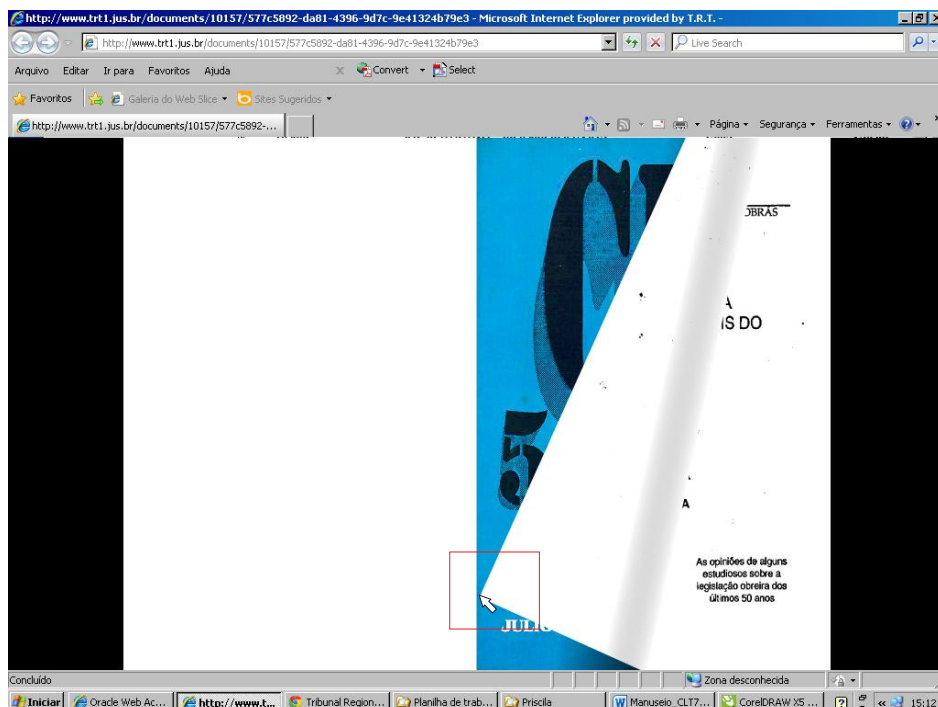 http://www.trt1.jus.br/documents/10157/577c5892-da81-4396-9d7c-9e41324b79e3 - Microsoft Internet Explorer provided by T.R.T. -
http://www.trt1.jus.br/documents/10157/577c5892-da81-4396-9d7c-9e41324b79e3
Live Search
Arquivo Editar Ir para Favoritos Ajuda x Convert Select
Favoritos Galeria do Web Slice Sites Sugeridos
http://www.trt1.jus.br/documents/10157/577c5892-... Página Segurança Ferramentas
OBRAS
A
IS DO
5
A
As opiniões de alguns
estudiosos sobre a
legislação obreira dos
últimos 50 anos
Concluído Zona desconhecida
Iniciar Oracle Web Ac... http://www.t... Tribunal Region... Planilha de trab... Priscila Manuseio_CLT7... CorelDRAW X5 ... 15:12